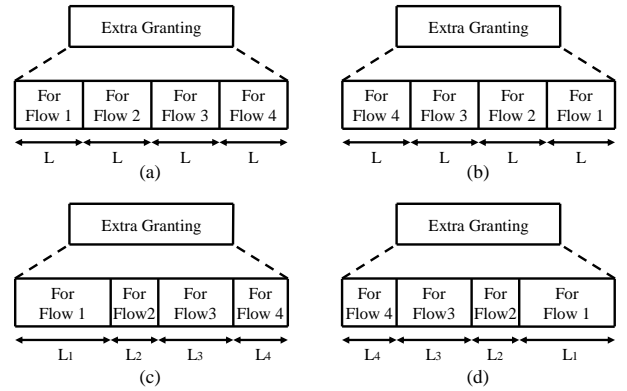 Extra Granting
For Flow 1 For Flow 2 For Flow 3 For Flow 4
L L L L
(a)
Extra Granting
For Flow 4 For Flow 3 For Flow 2 For Flow 1
L L L L
(b)
Extra Granting
For Flow 1 For Flow2 For Flow3 For Flow 4
L1 L2 L3 L4
(c)
Extra Granting
For Flow 4 For Flow3 For Flow2 For Flow 1
L4 L3 L2 L1
(d)